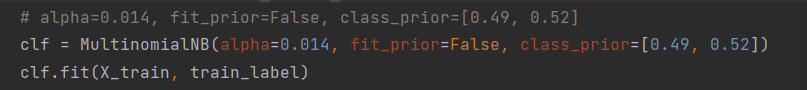 # alpha=0.014, fit_prior=False, class_prior=[0.49, 0.52]
clf = MultinomialNB(alpha=0.014, fit_prior=False, class_prior=[0.49, 0.52])
clf.fit(X_train, train_label)